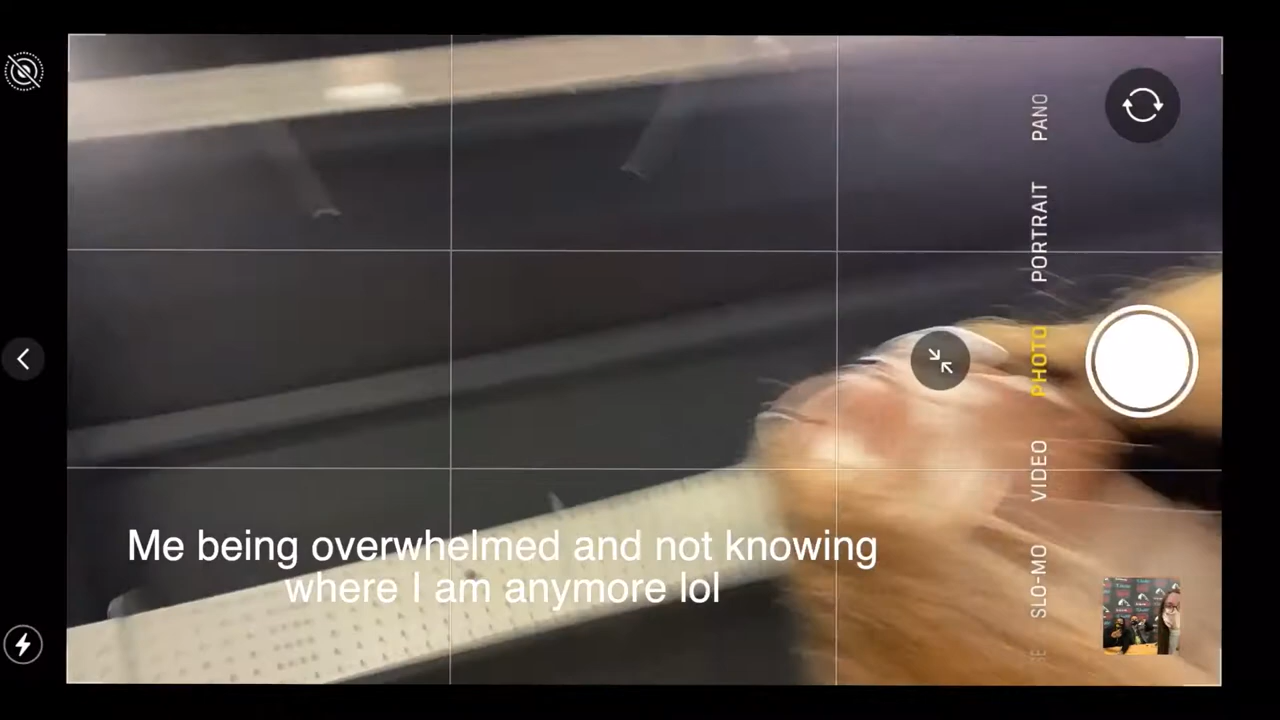 PANO
PORTRAIT
PHOTO
VIDEO
SLO-MO
Me being overwhelmed and not knowing
where I am anymore lol